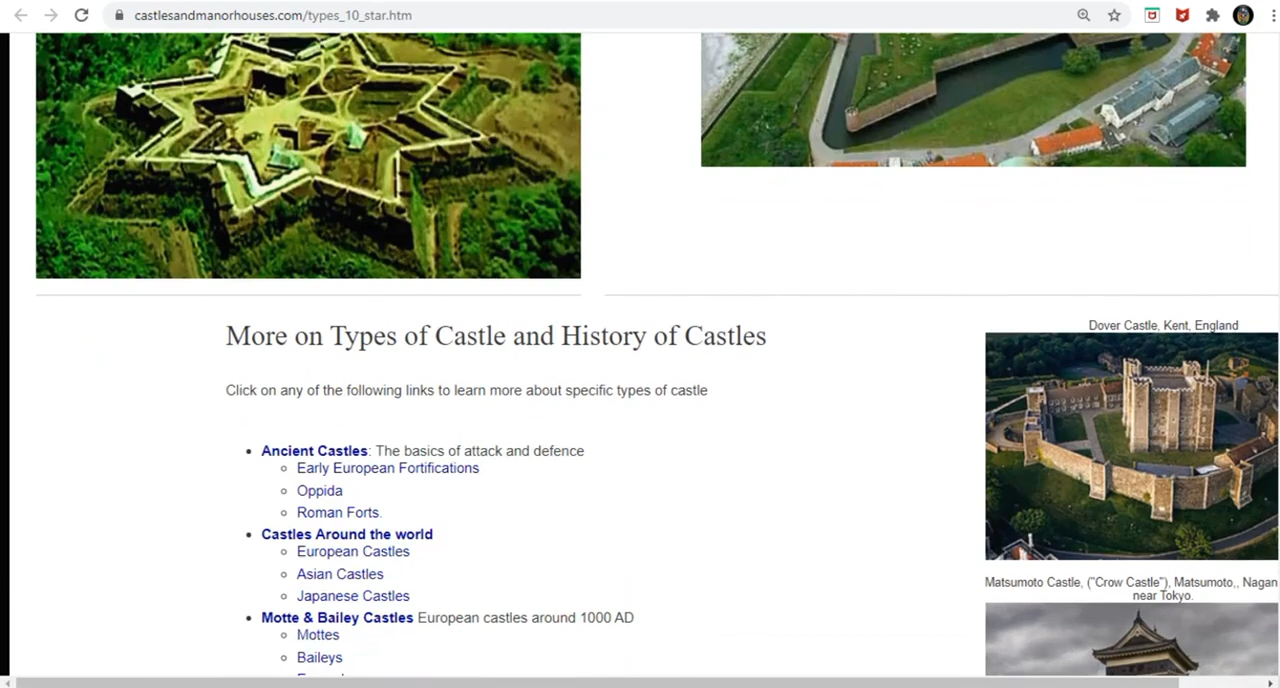 castlesandmanorhouses.com/types_10_star.htm
More on Types of Castle and History of Castles
Click on any of the following links to learn more about specific types of castle
Ancient Castles: The basics of attack and defence
Early European Fortifications
Oppida
Roman Forts.
Castles Around the world
European Castles
Asian Castles
Japanese Castles
Motte & Bailey Castles European castles around 1000 AD
Mottes
Baileys
Dover Castle, Kent, England
Matsumoto Castle, ("Crow Castle"), Matsumoto,, Nagan
near Tokyo.